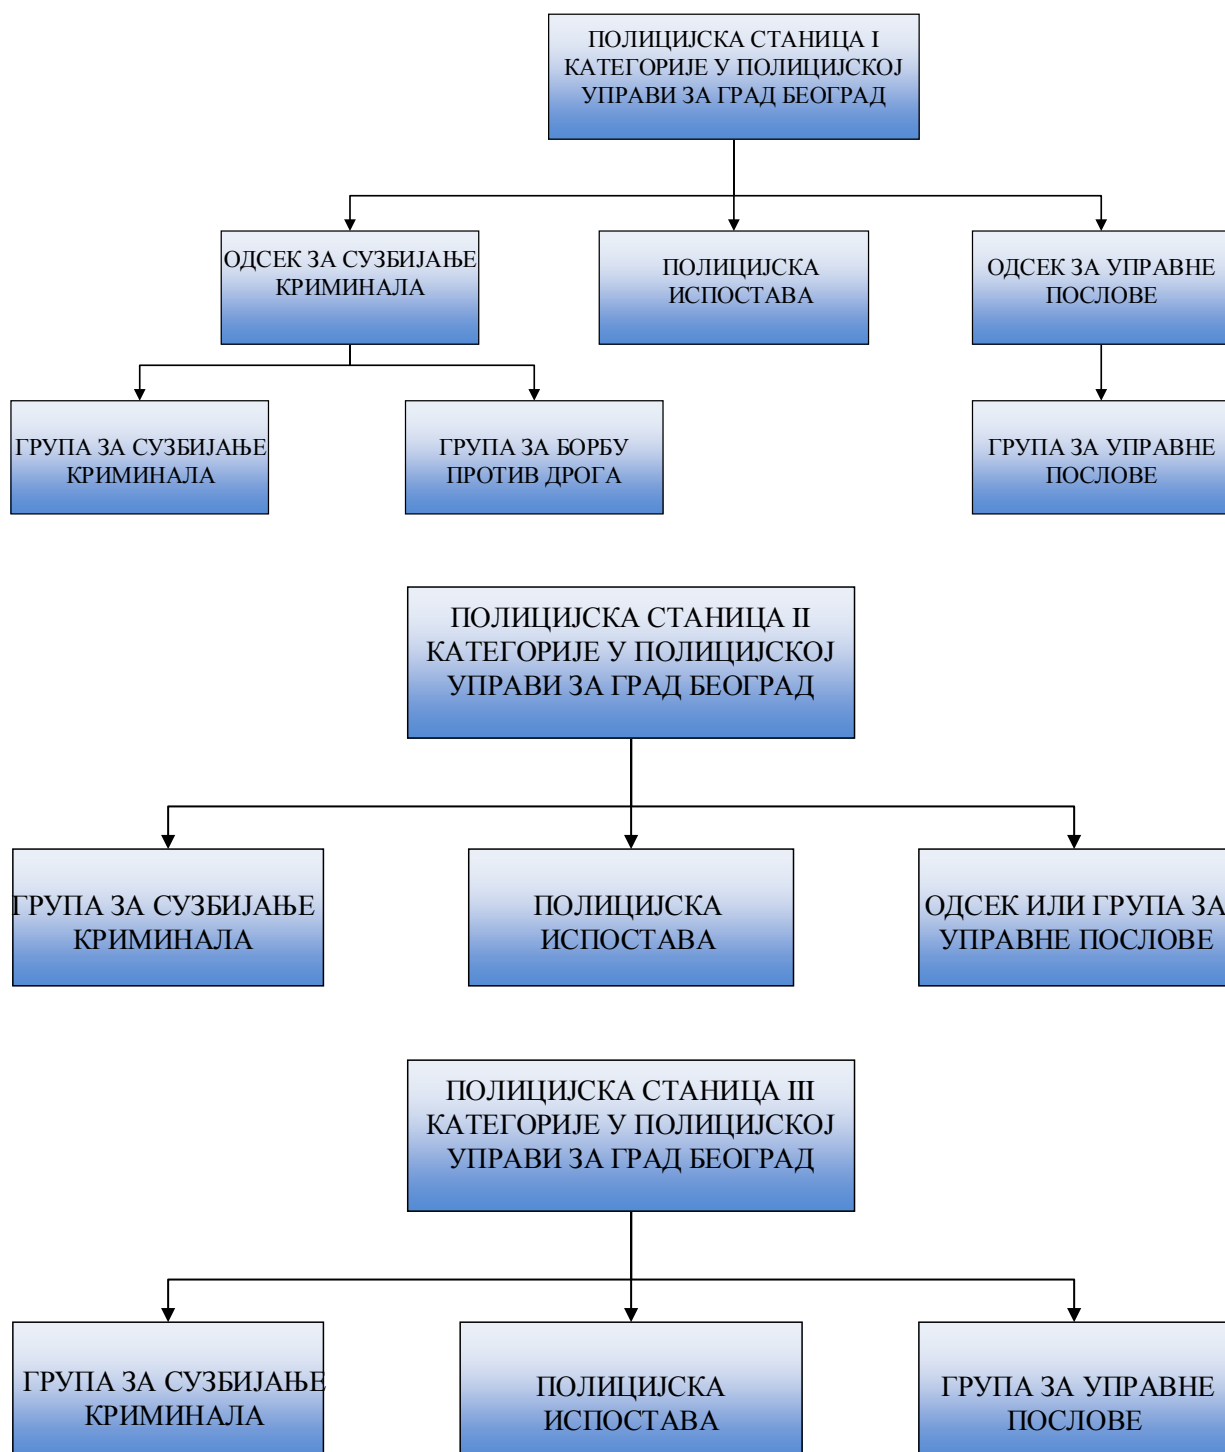 ПОЛИЦИЈСКА СТАНИЦА I
КАТЕГОРИЈЕ У ПОЛИЦИЈСКОЈ
УПРАВИ ЗА ГРАД БЕОГРАД
ОДСЕК ЗА СУЗБИЈАЊЕ
КРИМИНАЛА
ПОЛИЦИЈСКА
ИСПОСТАВА
ОДСЕК ЗА УПРАВНЕ
ПОСЛОВЕ
ГРУПА ЗА СУЗБИЈАЊЕ
КРИМИНАЛА
ГРУПА ЗА БОРБУ
ПРОТИВ ДРОГА
ГРУПА ЗА УПРАВНЕ
ПОСЛОВЕ
ПОЛИЦИЈСКА СТАНИЦА II
КАТЕГОРИЈЕ У ПОЛИЦИЈСКОЈ
УПРАВИ ЗА ГРАД БЕОГРАД
ГРУПА ЗА СУЗБИЈАЊЕ
КРИМИНАЛА
ПОЛИЦИЈСКА
ИСПОСТАВА
ОДСЕК ИЛИ ГРУПА ЗА
УПРАВНЕ ПОСЛОВЕ
ПОЛИЦИЈСКА СТАНИЦА III
КАТЕГОРИЈЕ У ПОЛИЦИЈСКОЈ
УПРАВИ ЗА ГРАД БЕОГРАД
ГРУПА ЗА СУЗБИЈАЊЕ
КРИМИНАЛА
ПОЛИЦИЈСКА
ИСПОСТАВА
ГРУПА ЗА УПРАВНЕ
ПОСЛОВЕ